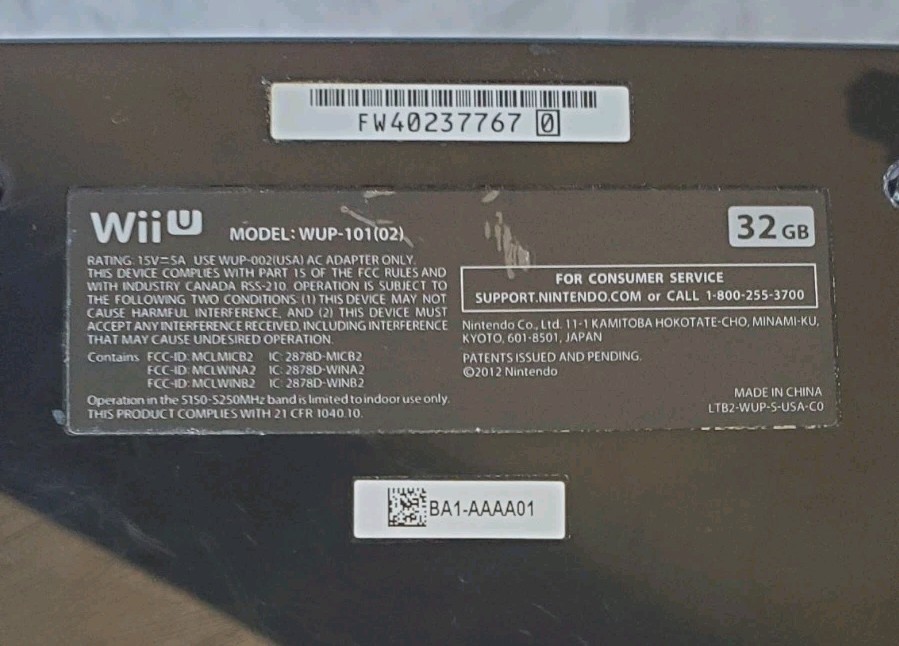 FW40237767 0
Wii U MODEL: WUP-101(02)
32 GB
RATING: 15V⎓5A USE WUP-002(USA) AC ADAPTER ONLY.
THIS DEVICE COMPLIES WITH PART 15 OF THE FCC RULES AND
WITH INDUSTRY CANADA RSS-210. OPERATION IS SUBJECT TO
THE FOLLOWING TWO CONDITIONS: (1) THIS DEVICE MAY NOT
CAUSE HARMFUL INTERFERENCE, AND (2) THIS DEVICE MUST
ACCEPT ANY INTERFERENCE RECEIVED, INCLUDING INTERFERENCE
THAT MAY CAUSE UNDESIRED OPERATION.
Contains FCC-ID: MCLMICB2 IC: 2878D-MICB2
FCC-ID: MCLWINA2 IC: 2878D-WINA2
FCC-ID: MCLWINB2 IC: 2878D-WINB2
Operation in the 5150-5250MHz band is limited to indoor use only.
THIS PRODUCT COMPLIES WITH 21 CFR 1040.10.
FOR CONSUMER SERVICE
SUPPORT.NINTENDO.COM or CALL 1-800-255-3700
Nintendo Co., Ltd. 11-1 KAMITOBA HOKOTATE-CHO, MINAMI-KU,
KYOTO, 601-8501, JAPAN
PATENTS ISSUED AND PENDING.
©2012 Nintendo
MADE IN CHINA
LTB2-WUP-S-USA-C0
BA1-AAAA01